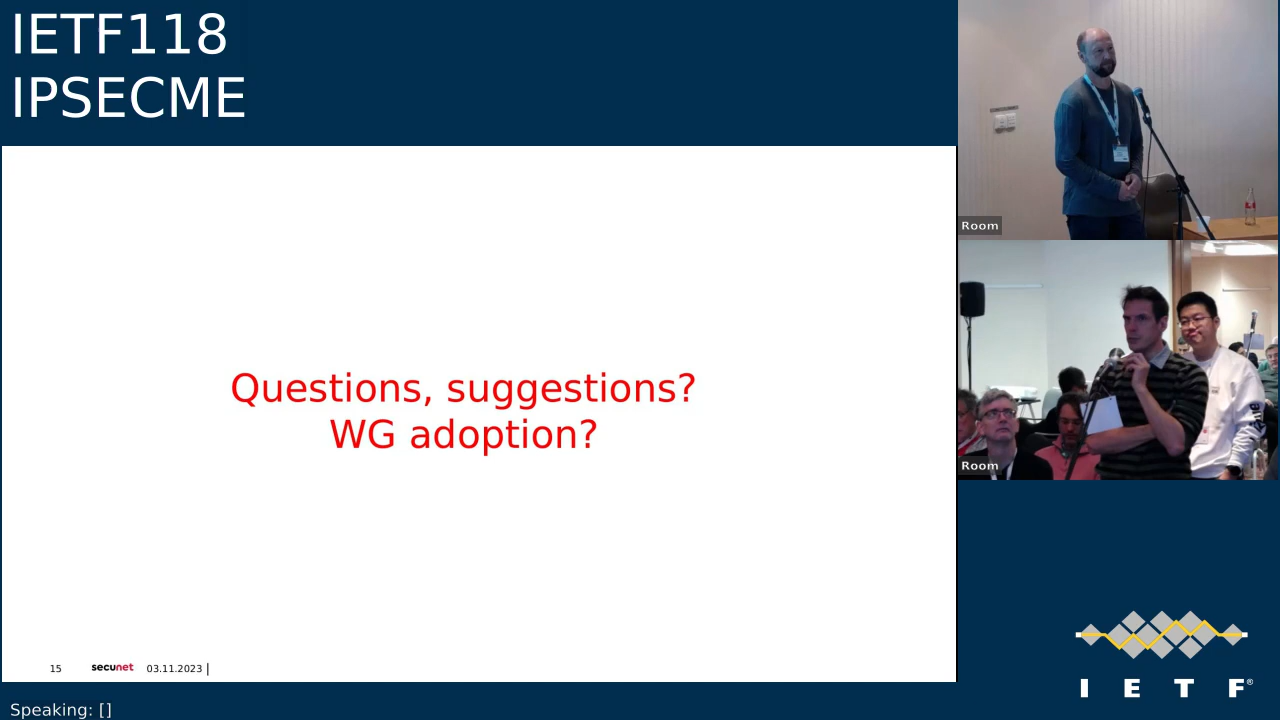 IETF118
IPSECME
Room
Questions, suggestions?
WG adoption?
Room
15 secunet 03.11.2023 |
I E T F®
Speaking: []